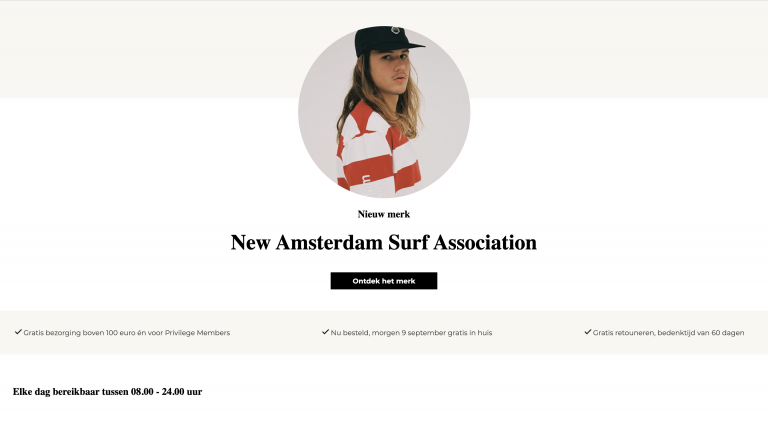 Nieuw merk
New Amsterdam Surf Association
Ontdek het merk
Gratis bezorging boven 100 euro én voor Privilege Members
Nu besteld, morgen 9 september gratis in huis
Gratis retouneren, bedenktijd van 60 dagen
Elke dag bereikbaar tussen 08.00 - 24.00 uur